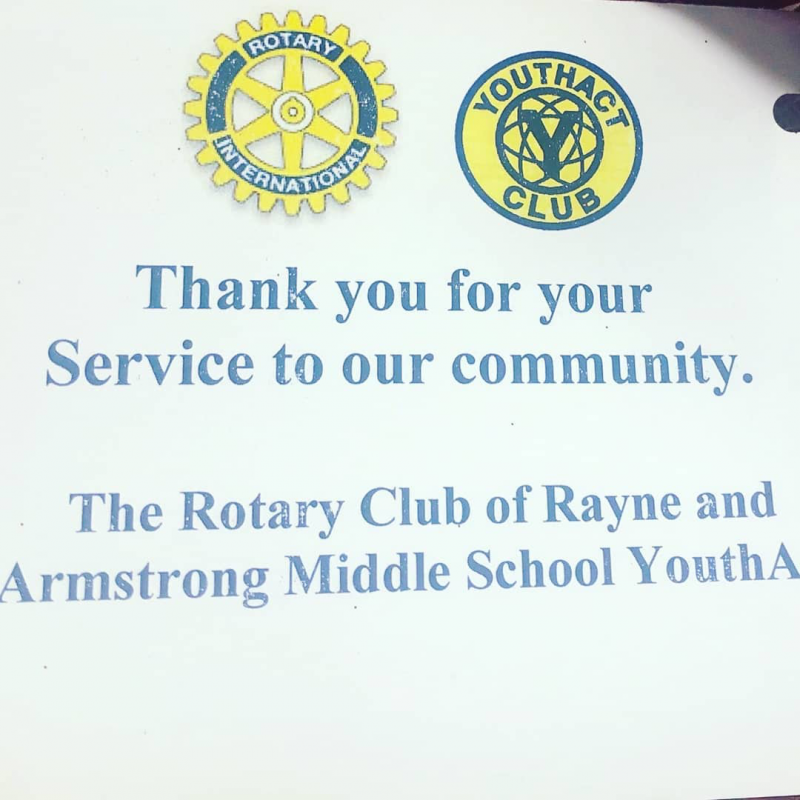 ROTARY
INTERNATIONAL
YOUTHACT
Y
CLUB
Thank you for your
Service to our community.
The Rotary Club of Rayne and
Armstrong Middle School YouthA